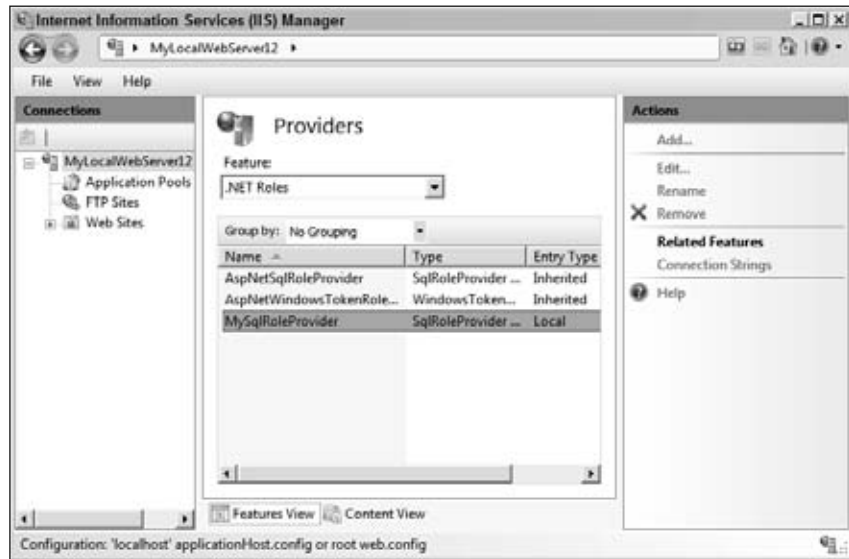 Internet Information Services (IIS) Manager
MyLocalWebServer12
File View Help
Connections
MyLocalWebServer12
Application Pools
FTP Sites
Web Sites
Providers
Feature:
.NET Roles
Group by: No Grouping
Name Type Entry Type
AspNetSqlRoleProvider SqlRoleProvider ... Inherited
AspNetWindowsTokenRole... WindowsToken... Inherited
MySqlRoleProvider SqlRoleProvider ... Local
Features View Content View
Actions
Add...
Edit...
Rename
Remove
Related Features
Connection Strings
Help
Configuration: 'localhost' applicationHost.config or root web.config